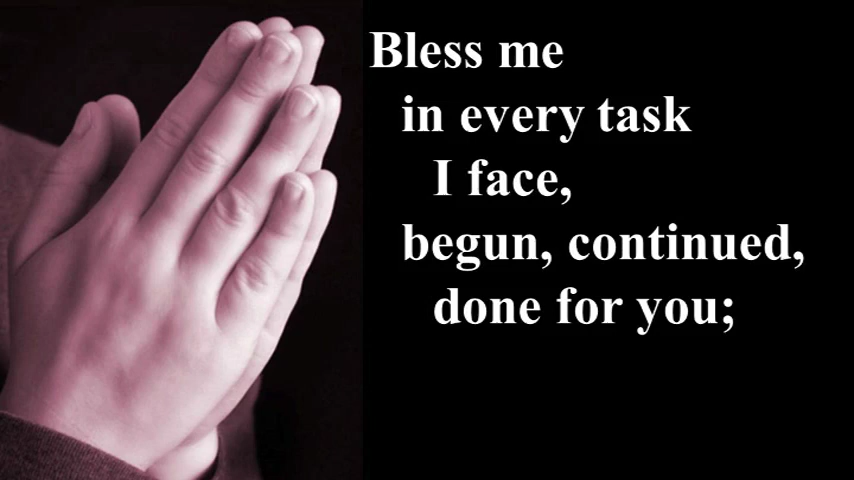 Bless me
in every task
I face,
begun, continued,
done for you;